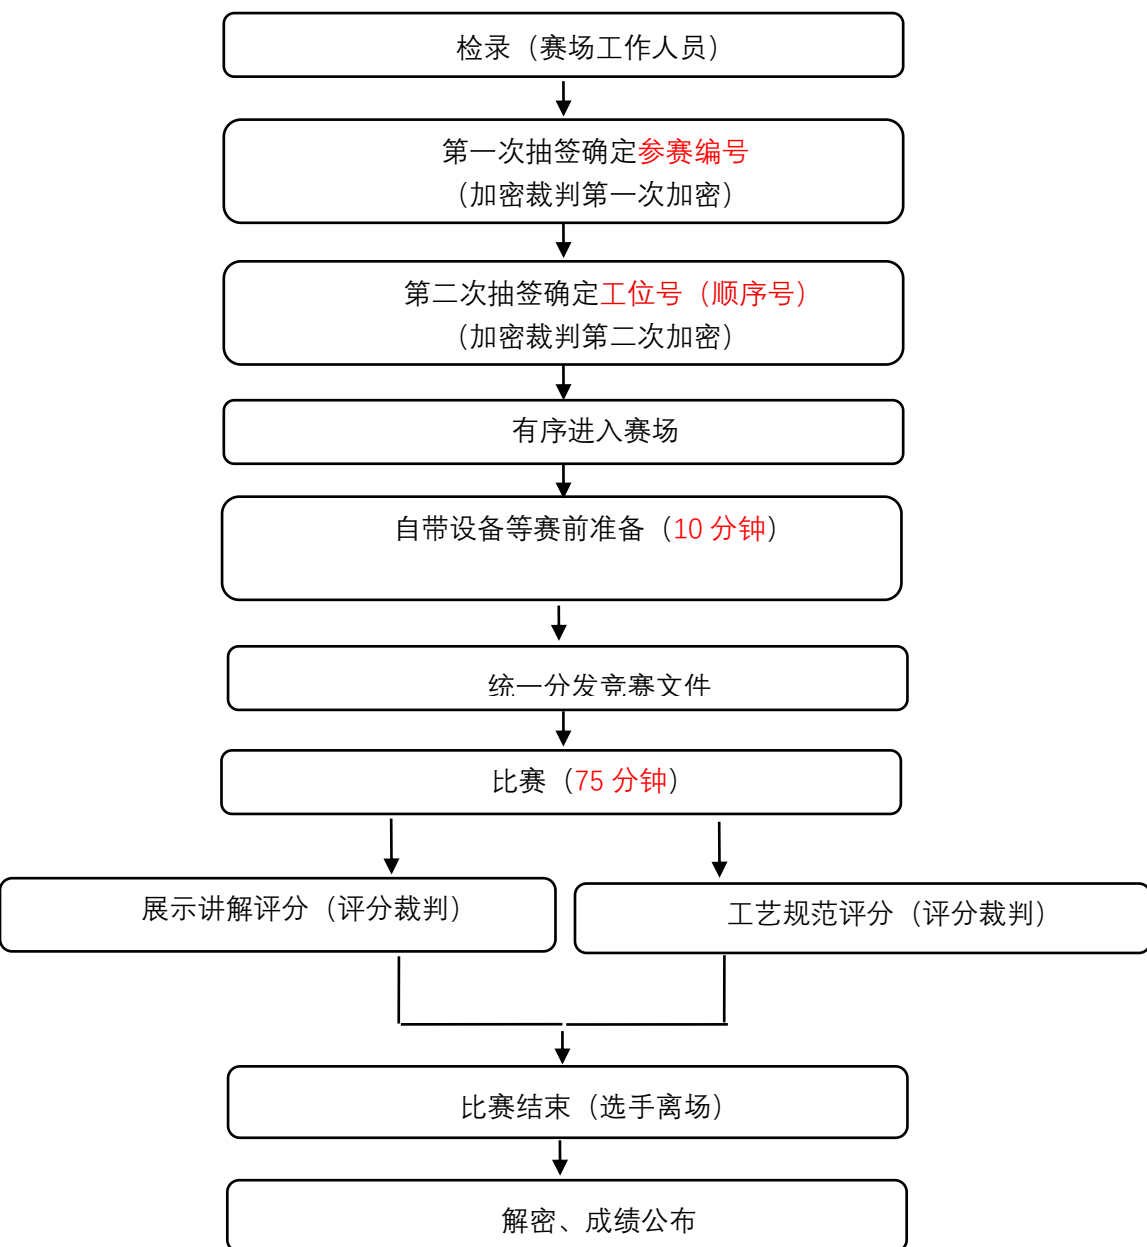 检录（赛场工作人员）
第一次抽签确定参赛编号
（加密裁判第一次加密）
第二次抽签确定工位号（顺序号）
（加密裁判第二次加密）
有序进入赛场
自带设备等赛前准备（10 分钟）
统一分发竞赛文件
比赛（75 分钟）
展示讲解评分（评分裁判）
工艺规范评分（评分裁判）
比赛结束（选手离场）
解密、成绩公布